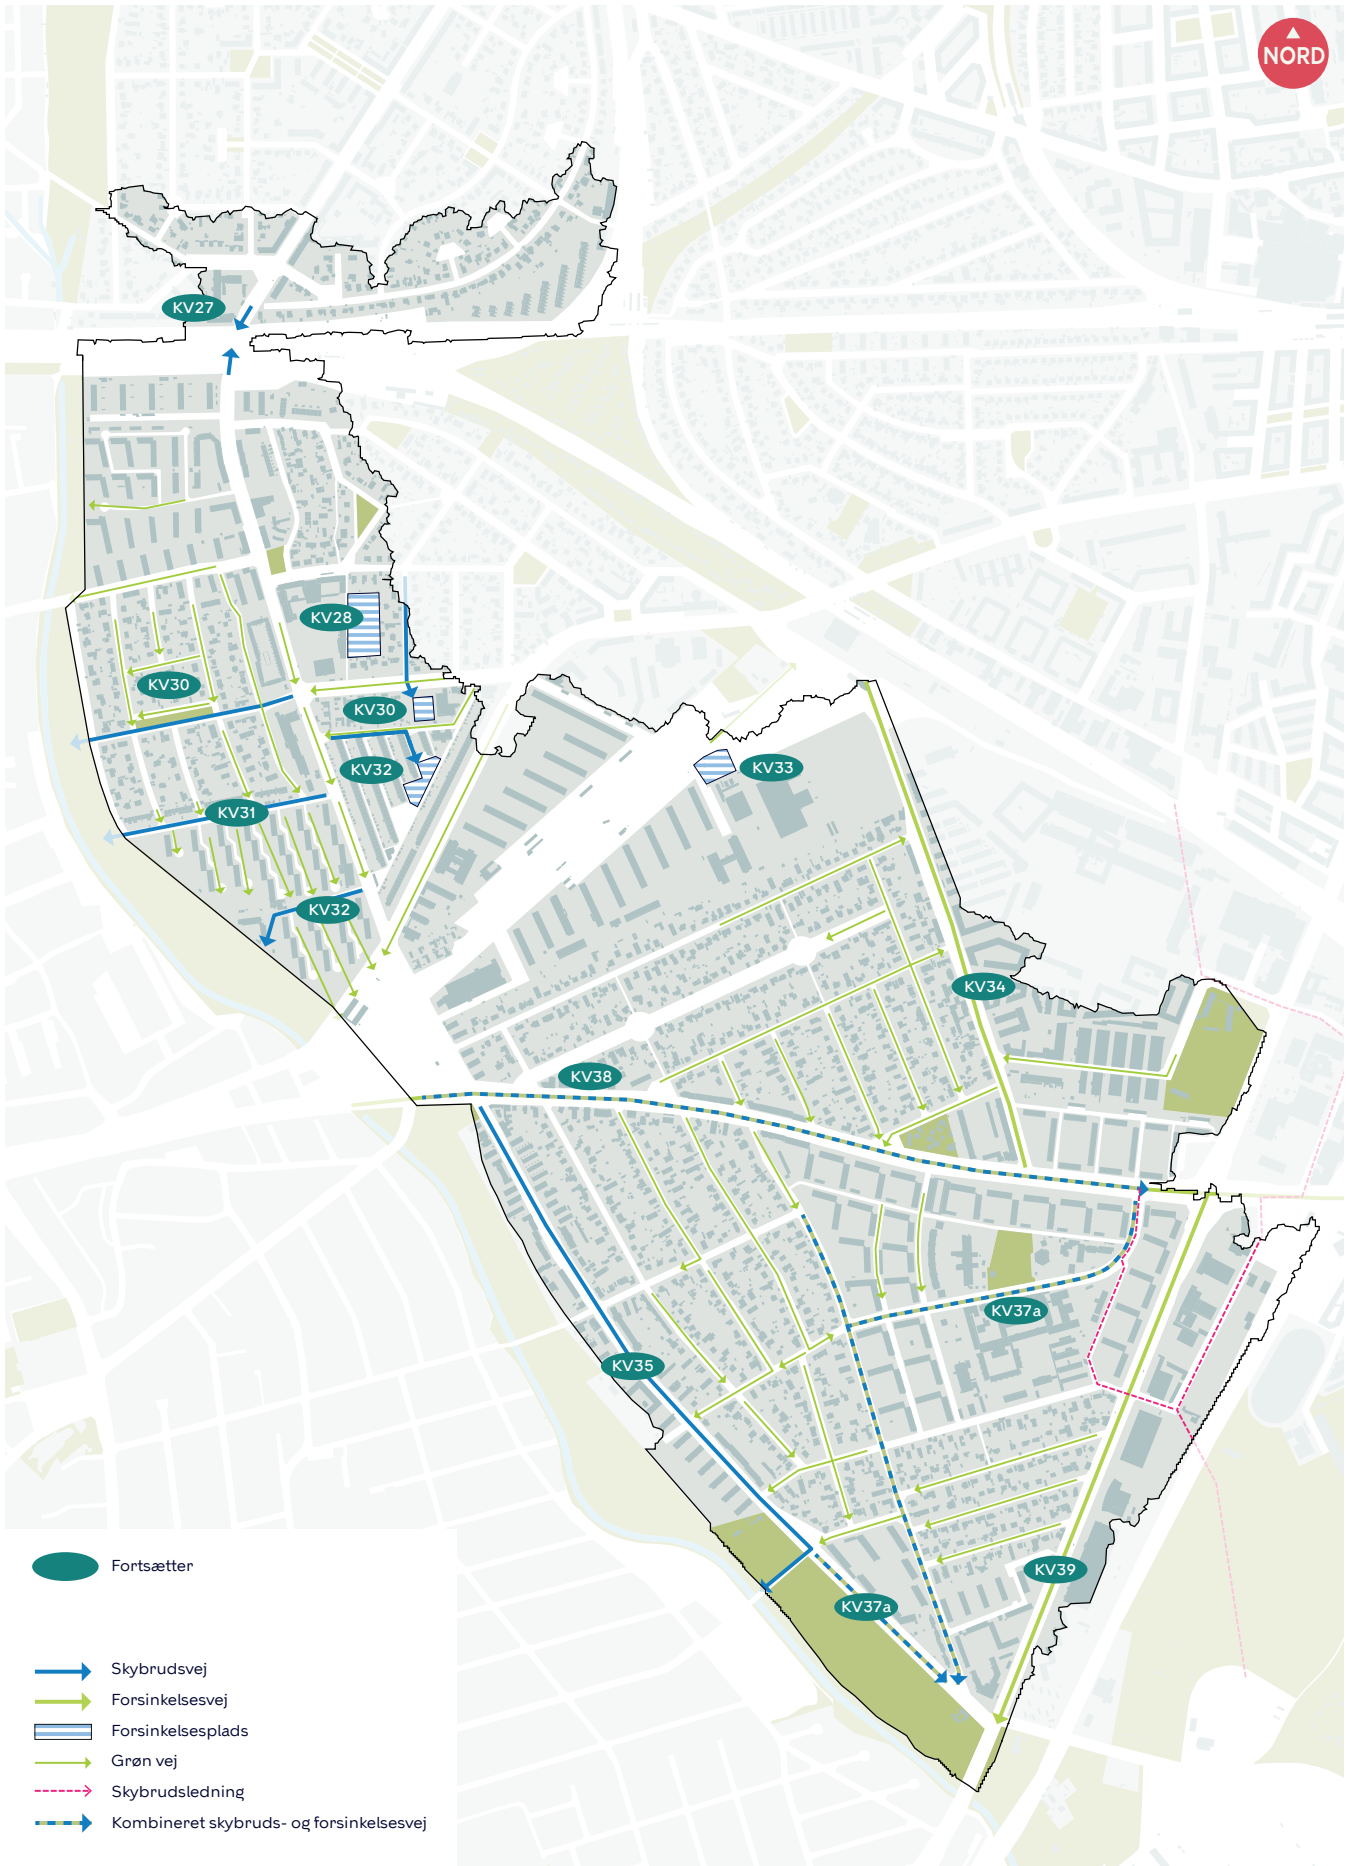 NORD
KV27
KV28
KV30
KV30
KV32
KV33
KV31
KV32
KV34
KV38
KV37a
KV35
KV39
KV37a
Fortsætter
Skybrudsvej
Forsinkelsesvej
Forsinkelsesplads
Grøn vej
Skybrudsledning
Kombineret skybruds- og forsinkelsesvej